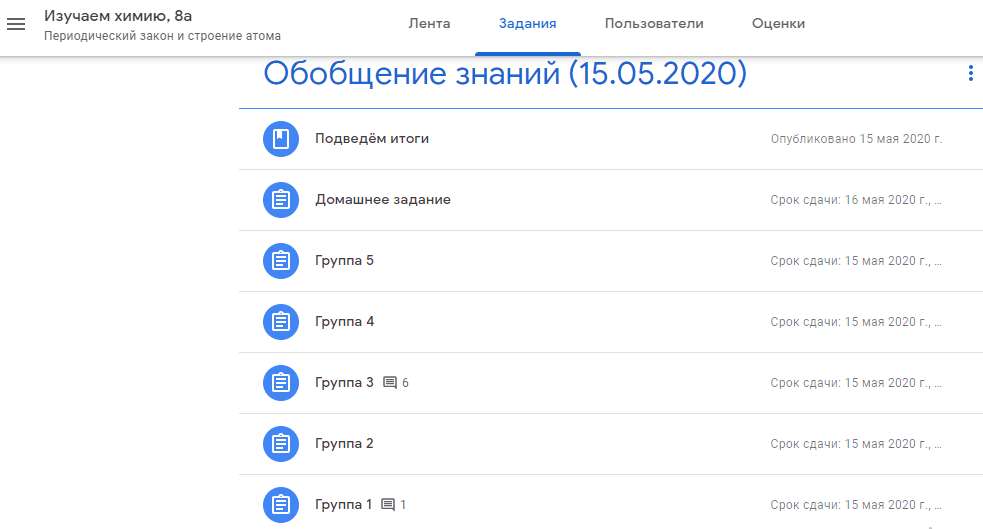 Изучаем химию, 8а
Периодический закон и строение атома
Лента Задания Пользователи Оценки
Обобщение знаний (15.05.2020)
Подведём итоги Опубликовано 15 мая 2020 г.
Домашнее задание Срок сдачи: 16 мая 2020 г., ...
Группа 5 Срок сдачи: 15 мая 2020 г., ...
Группа 4 Срок сдачи: 15 мая 2020 г., ...
Группа 3 6 Срок сдачи: 15 мая 2020 г., ...
Группа 2 Срок сдачи: 15 мая 2020 г., ...
Группа 1 1 Срок сдачи: 15 мая 2020 г., ...